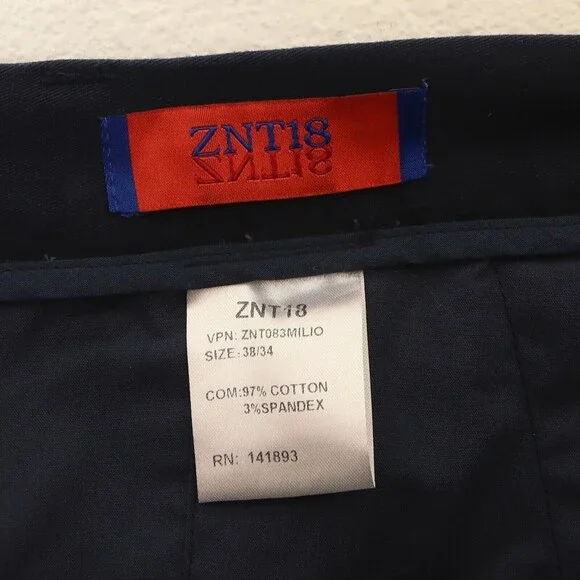 ZNT18
ZNT18
ZNT18
VPN: ZNT083MILIO
SIZE: 38/34
COM: 97% COTTON
3%SPANDEX
RN: 141893